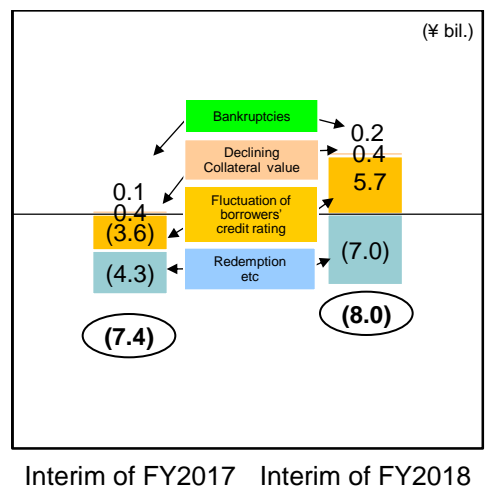 (¥ bil.)
Bankruptcies
0.2
Declining
Collateral value
0.4
5.7
0.1
0.4
Fluctuation of
borrowers'
credit rating
(3.6)
(4.3)
Redemption
etc
(7.0)
(7.4)
(8.0)
Interim of FY2017 Interim of FY2018